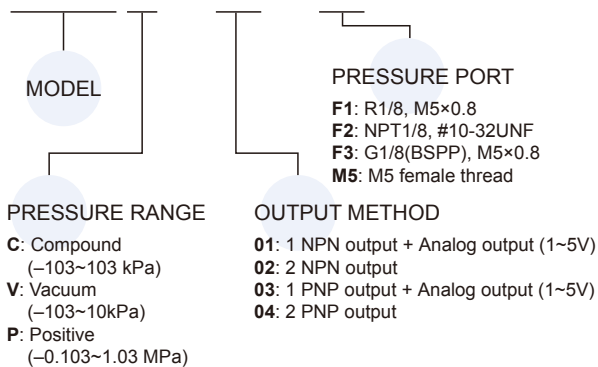 MODEL
PRESSURE PORT
F1: R1/8, M5×0.8
F2: NPT1/8, #10-32UNF
F3: G1/8(BSPP), M5×0.8
M5: M5 female thread
PRESSURE RANGE
C: Compound
(–103~103 kPa)
V: Vacuum
(–103~10kPa)
P: Positive
(–0.103~1.03 MPa)
OUTPUT METHOD
01: 1 NPN output + Analog output (1~5V)
02: 2 NPN output
03: 1 PNP output + Analog output (1~5V)
04: 2 PNP output